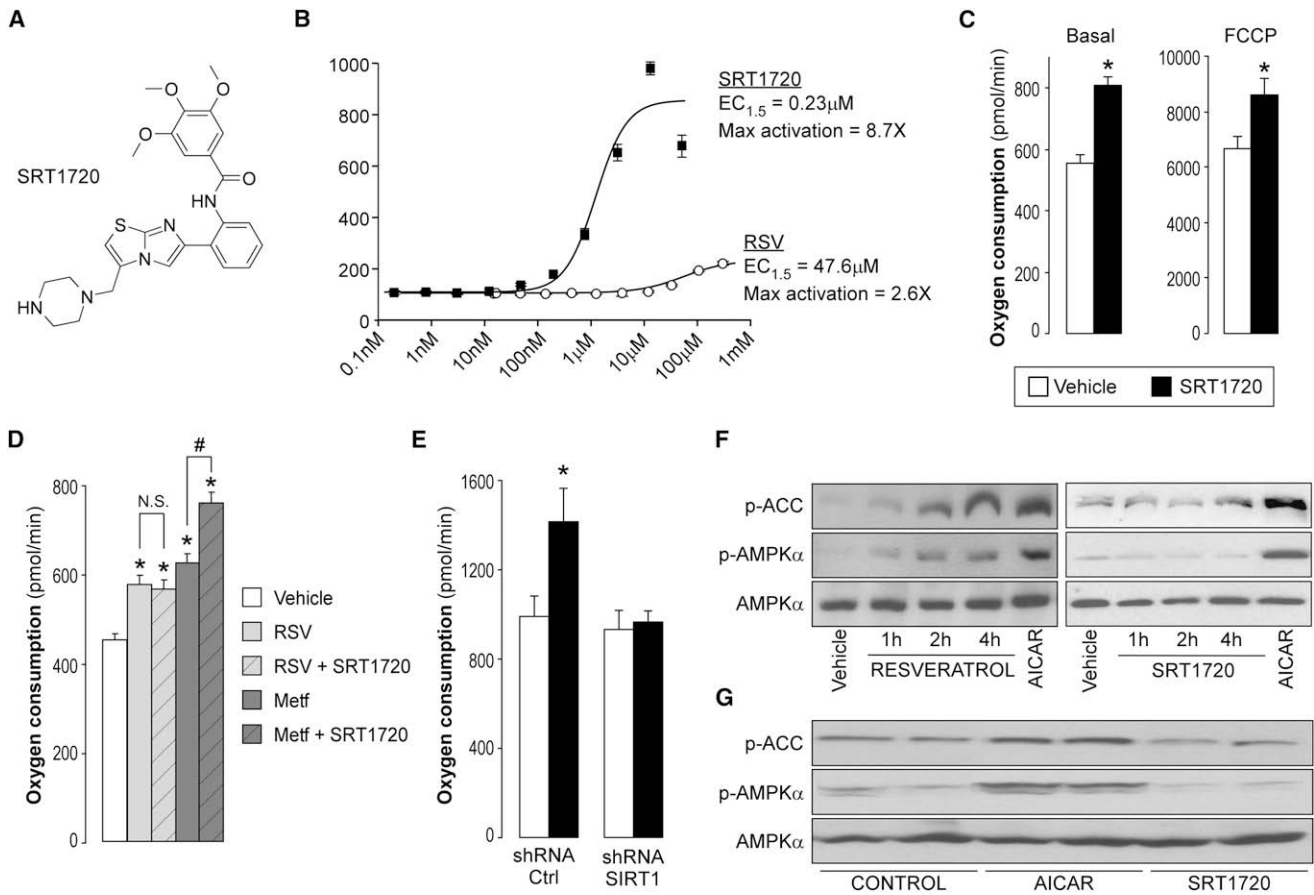 A
SRT1720
O
O
O
O
HN
S
N
N
N
HN
B
1000
800
600
400
200
0
0.1nM
1nM
10nM
100nM
1μM
10μM
100μM
1mM
SRT1720
EC1.5 = 0.23μM
Max activation = 8.7X
RSV
EC1.5 = 47.6μM
Max activation = 2.6X
C
Basal
FCCP
Oxygen consumption (pmol/min)
800
600
400
200
0
*
10000
8000
6000
4000
2000
0
*
Vehicle
SRT1720
D
Oxygen consumption (pmol/min)
800
600
400
200
0
N.S.
#
*
*
*
*
Vehicle
RSV
RSV + SRT1720
Metf
Metf + SRT1720
E
Oxygen consumption (pmol/min)
1600
1200
800
400
0
*
shRNA
Ctrl
shRNA
SIRT1
F
p-ACC
p-AMPKα
AMPKα
Vehicle
1h 2h 4h
RESVERATROL
AICAR
Vehicle
1h 2h 4h
SRT1720
AICAR
G
p-ACC
p-AMPKα
AMPKα
CONTROL
AICAR
SRT1720